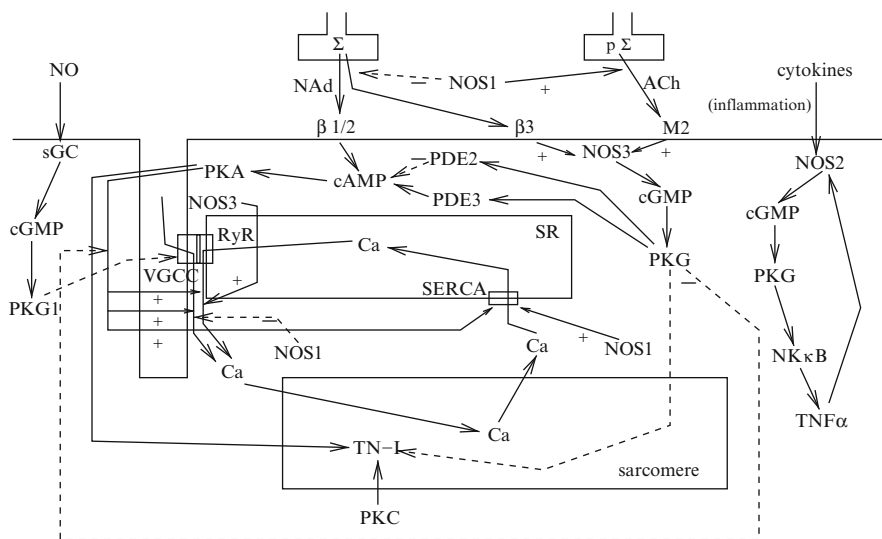 Σ
p Σ
NO
NAd
NOS1
ACh
cytokines
−
+
(inflammation)
β 1/2
β3
M2
sGC
+
NOS3
+
NOS2
PKA
−
PDE2
cAMP
PDE3
cGMP
cGMP
NOS3
cGMP
RyR
Ca
SR
PKG
PKG
VGCC
+
SERCA
−
PKG1
+
+
−
+
NOS1
+
NOS1
Ca
NKκB
Ca
TNFα
Ca
TN−I
sarcomere
PKC